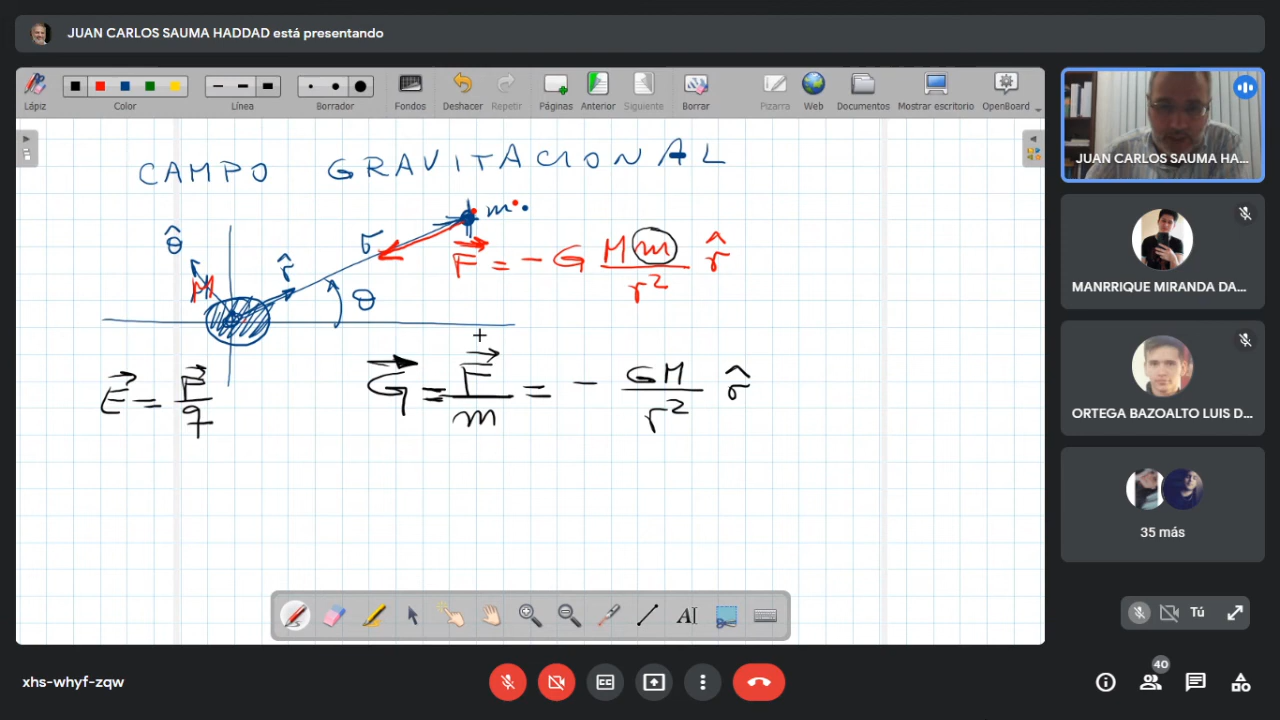 JUAN CARLOS SAUMA HADDAD está presentando
Lápiz
Color
Línea
Borrador
Fondos
Deshacer
Repetir
Páginas
Anterior
Siguiente
Borrar
Pizarra
Web
Documentos
Mostrar escritorio
OpenBoard
CAMPO GRAVITACIONAL
m
θ̂
r
r̂
M
θ
F⃗ = - G Mm/r² r̂
E⃗ = F⃗/q
G⃗ = F⃗/m = - GM/r² r̂
AI
JUAN CARLOS SAUMA HA...
MANRRIQUE MIRANDA DA...
ORTEGA BAZOALTO LUIS D...
35 más
Tú
xhs-whyf-zqw
CC
40